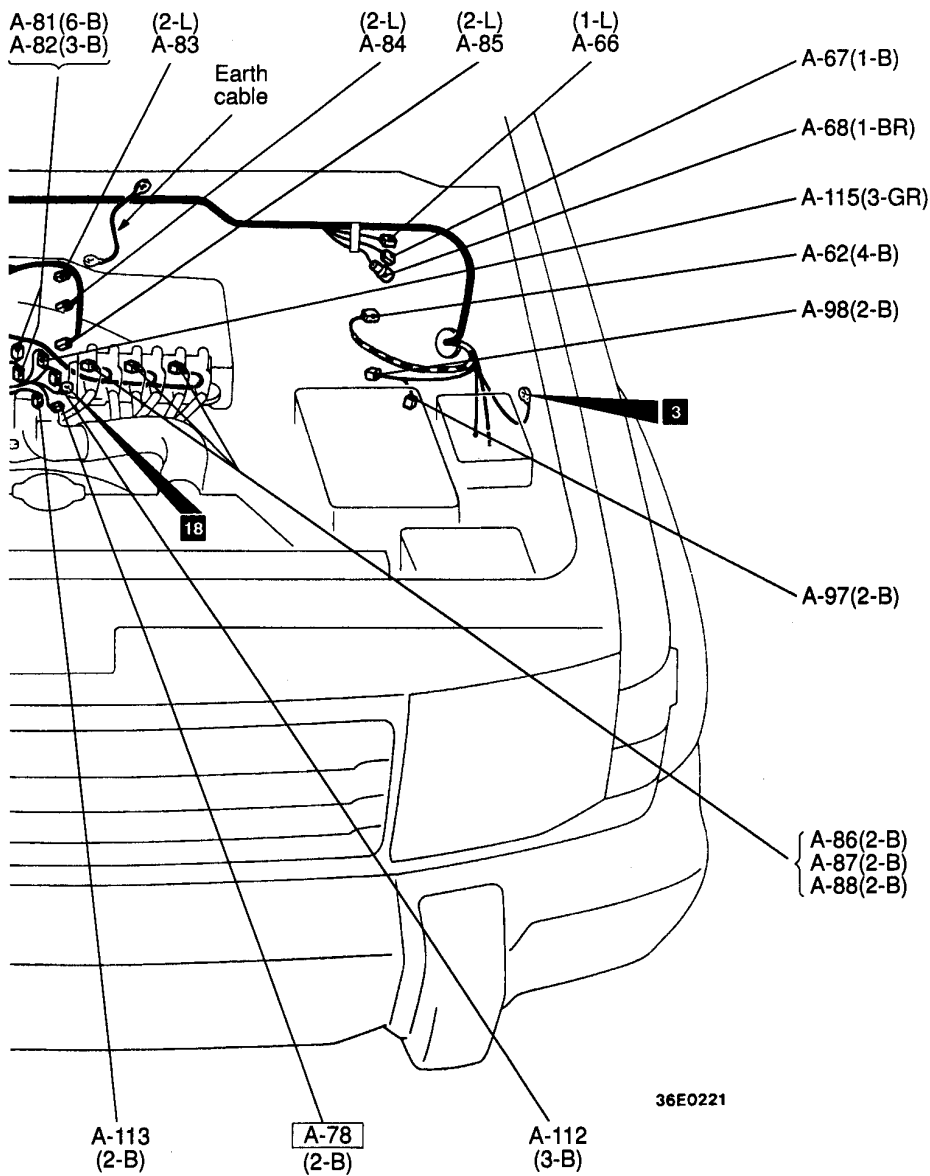 A-81(6-B)
A-82(3-B)
(2-L)
A-83
(2-L)
A-84
(2-L)
A-85
(1-L)
A-66
Earth
cable
A-67(1-B)
A-68(1-BR)
A-115(3-GR)
A-62(4-B)
A-98(2-B)
3
18
A-97(2-B)
A-86(2-B)
A-87(2-B)
A-88(2-B)
36E0221
A-113
(2-B)
A-78
(2-B)
A-112
(3-B)